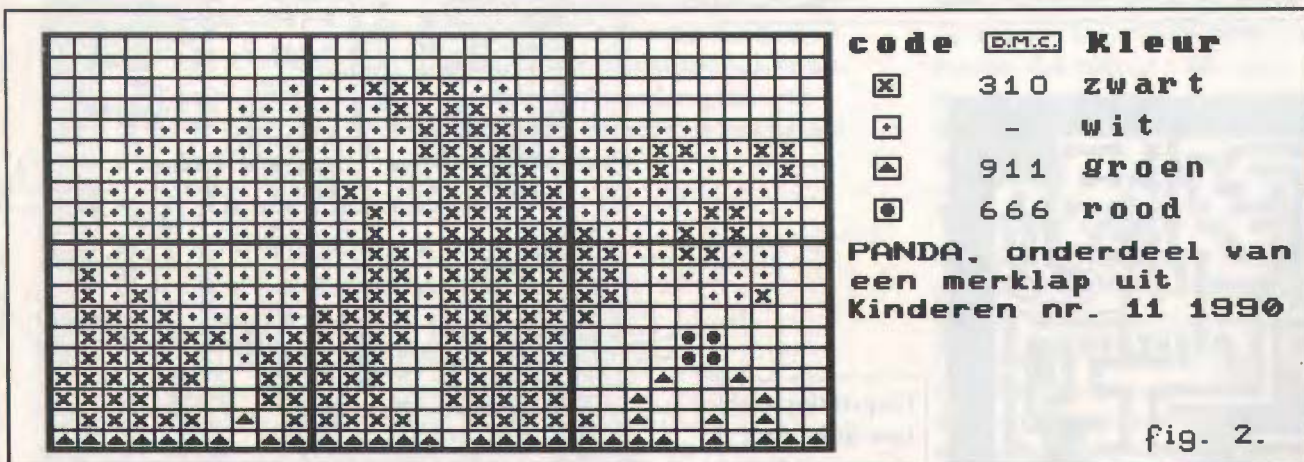 code D.M.C. kleur
310 zwart
- wit
911 groen
666 rood
PANDA, onderdeel van
een merklap uit
Kinderen nr. 11 1990
fig. 2.